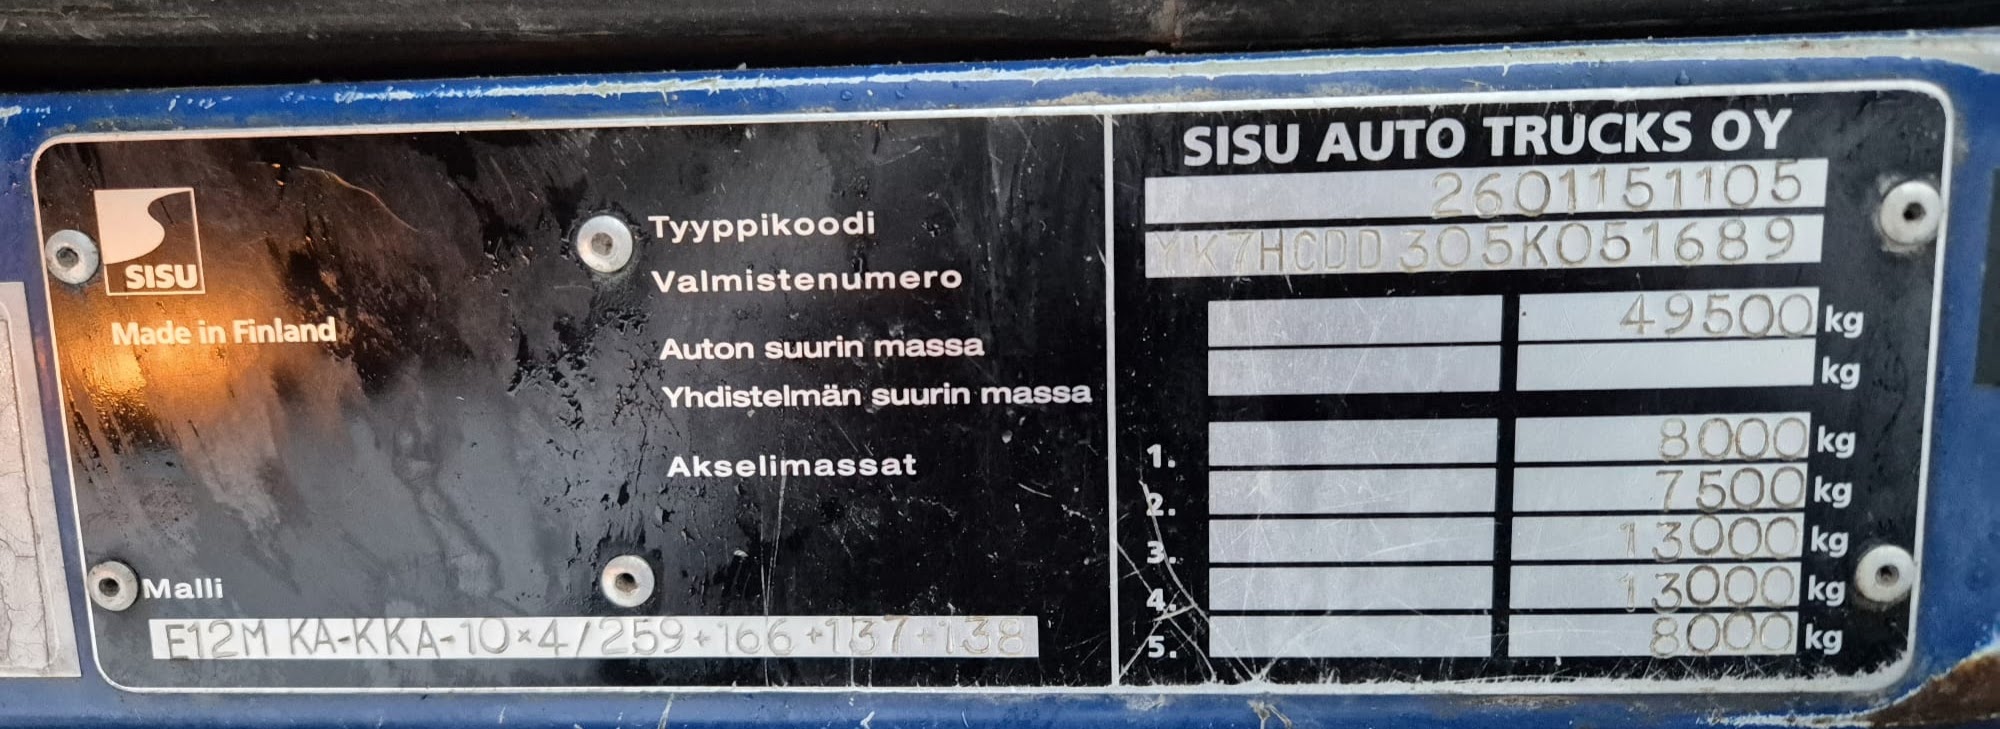 SISU AUTO TRUCKS OY
SISU
Made in Finland
Tyyppikoodi 2601151105
Valmistenumero YK7HCDD305K051689
Auton suurin massa 49500 kg
Yhdistelmän suurin massa kg
Akselimassat
1. 8000 kg
2. 7500 kg
3. 13000 kg
4. 13000 kg
5. 8000 kg
Malli
E12M KA-KKA-10×4/259+166+137+138